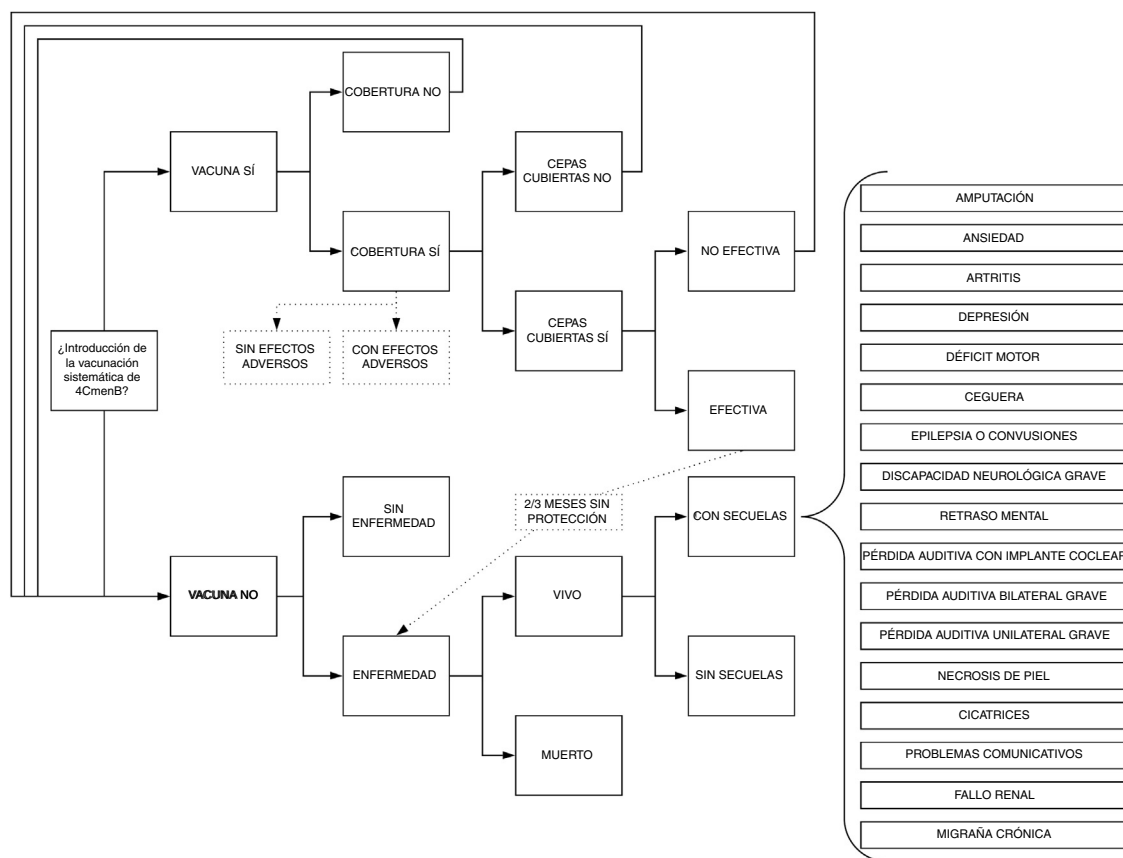 COBERTURA NO
VACUNA SÍ
CEPAS
CUBIERTAS NO
COBERTURA SÍ
NO EFECTIVA
¿Introducción de
la vacunación
sistemática de
4CmenB?
SIN EFECTOS
ADVERSOS
CON EFECTOS
ADVERSOS
CEPAS
CUBIERTAS SÍ
EFECTIVA
2/3 MESES SIN
PROTECCIÓN
SIN
ENFERMEDAD
CON SECUELAS
VACUNA NO
VIVO
ENFERMEDAD
SIN SECUELAS
MUERTO
AMPUTACIÓN
ANSIEDAD
ARTRITIS
DEPRESIÓN
DÉFICIT MOTOR
CEGUERA
EPILEPSIA O CONVUSIONES
DISCAPACIDAD NEUROLÓGICA GRAVE
RETRASO MENTAL
PÉRDIDA AUDITIVA CON IMPLANTE COCLEAR
PÉRDIDA AUDITIVA BILATERAL GRAVE
PÉRDIDA AUDITIVA UNILATERAL GRAVE
NECROSIS DE PIEL
CICATRICES
PROBLEMAS COMUNICATIVOS
FALLO RENAL
MIGRAÑA CRÓNICA